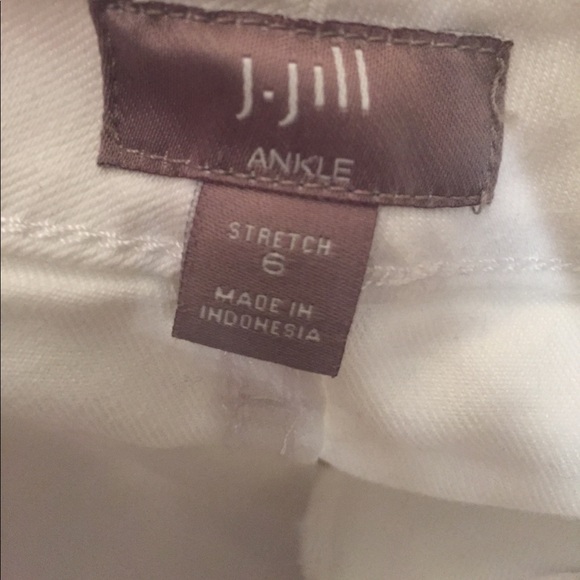 J.Jill
ANKLE
STRETCH
6
MADE IN
INDONESIA